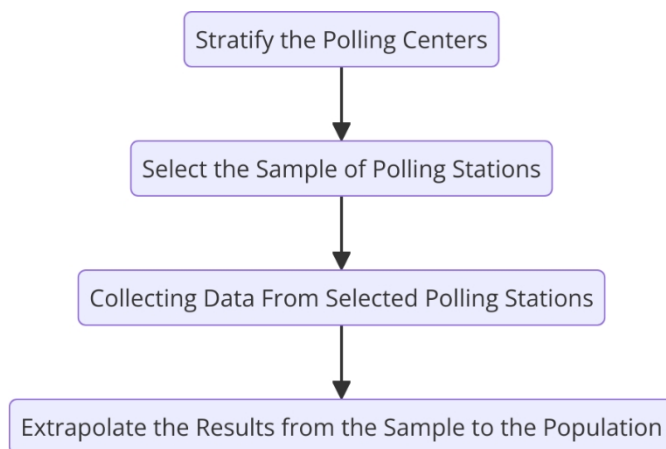 Stratify the Polling Centers
Select the Sample of Polling Stations
Collecting Data From Selected Polling Stations
Extrapolate the Results from the Sample to the Population